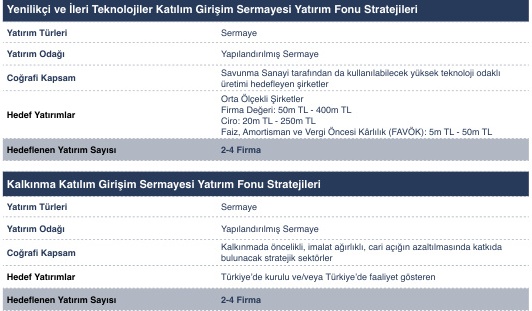 Yenilikçi ve İleri Teknolojiler Katılım Girişim Sermayesi Yatırım Fonu Stratejileri
Yatırım Türleri Sermaye
Yatırım Odağı Yapılandırılmış Sermaye
Coğrafi Kapsam Savunma Sanayi tarafından da kullanılabilecek yüksek teknoloji odaklı
üretimi hedefleyen şirketler
Hedef Yatırımlar Orta Ölçekli Şirketler
Firma Değeri: 50m TL - 400m TL
Ciro: 20m TL - 250m TL
Faiz, Amortisman ve Vergi Öncesi Kârlılık (FAVÖK): 5m TL - 50m TL
Hedeflenen Yatırım Sayısı 2-4 Firma
Kalkınma Katılım Girişim Sermayesi Yatırım Fonu Stratejileri
Yatırım Türleri Sermaye
Yatırım Odağı Yapılandırılmış Sermaye
Coğrafi Kapsam Kalkınmada öncelikli, imalat ağırlıklı, cari açığın azaltılmasında katkıda
bulunacak stratejik sektörler
Hedef Yatırımlar Türkiye'de kurulu ve/veya Türkiye'de faaliyet gösteren
Hedeflenen Yatırım Sayısı 2-4 Firma